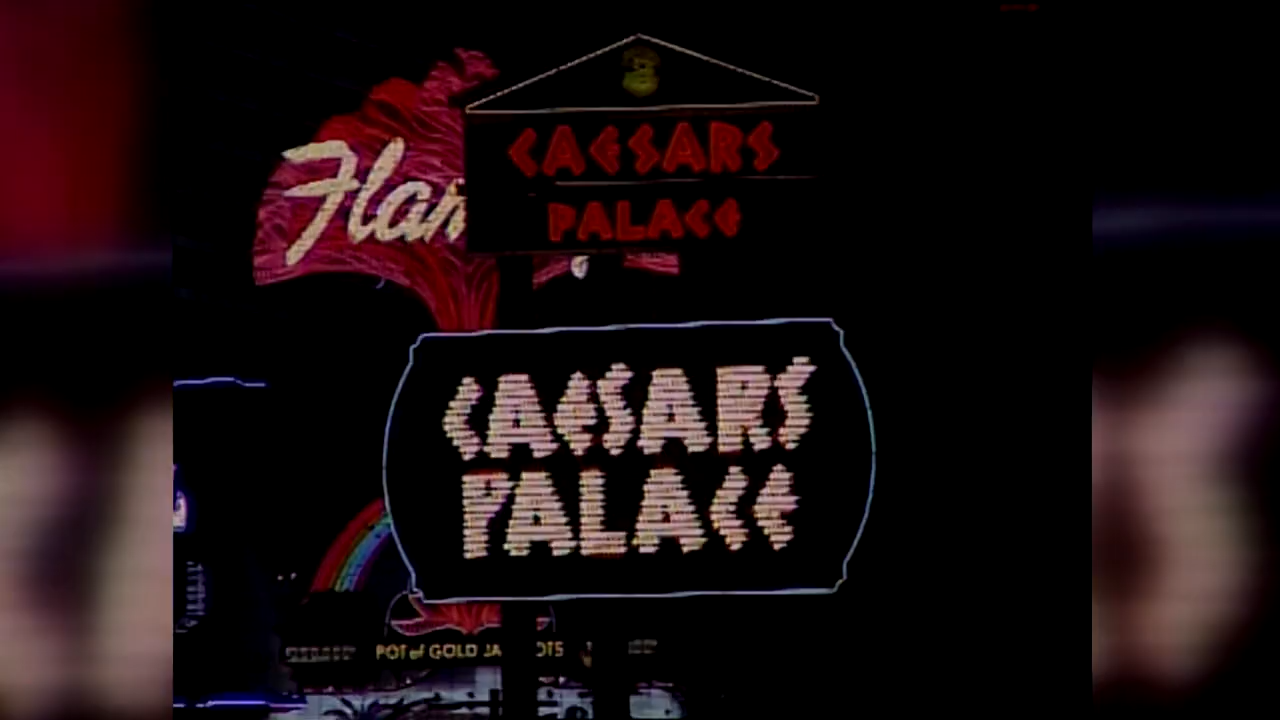 CAESARS
PALACE
Flam
CAESARS
PALACE
POT of GOLD JA OTS